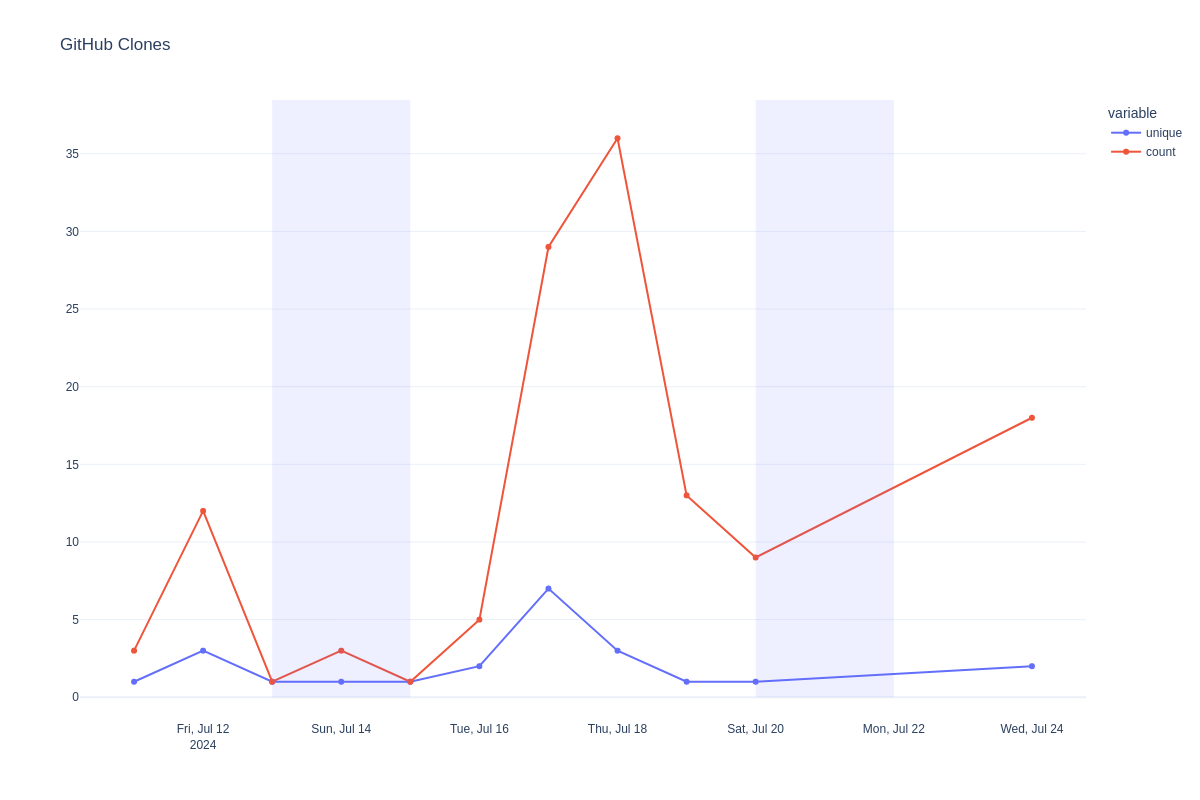 GitHub Clones
variable
unique
count
35
30
25
20
15
10
5
0
Fri, Jul 12
2024
Sun, Jul 14
Tue, Jul 16
Thu, Jul 18
Sat, Jul 20
Mon, Jul 22
Wed, Jul 24